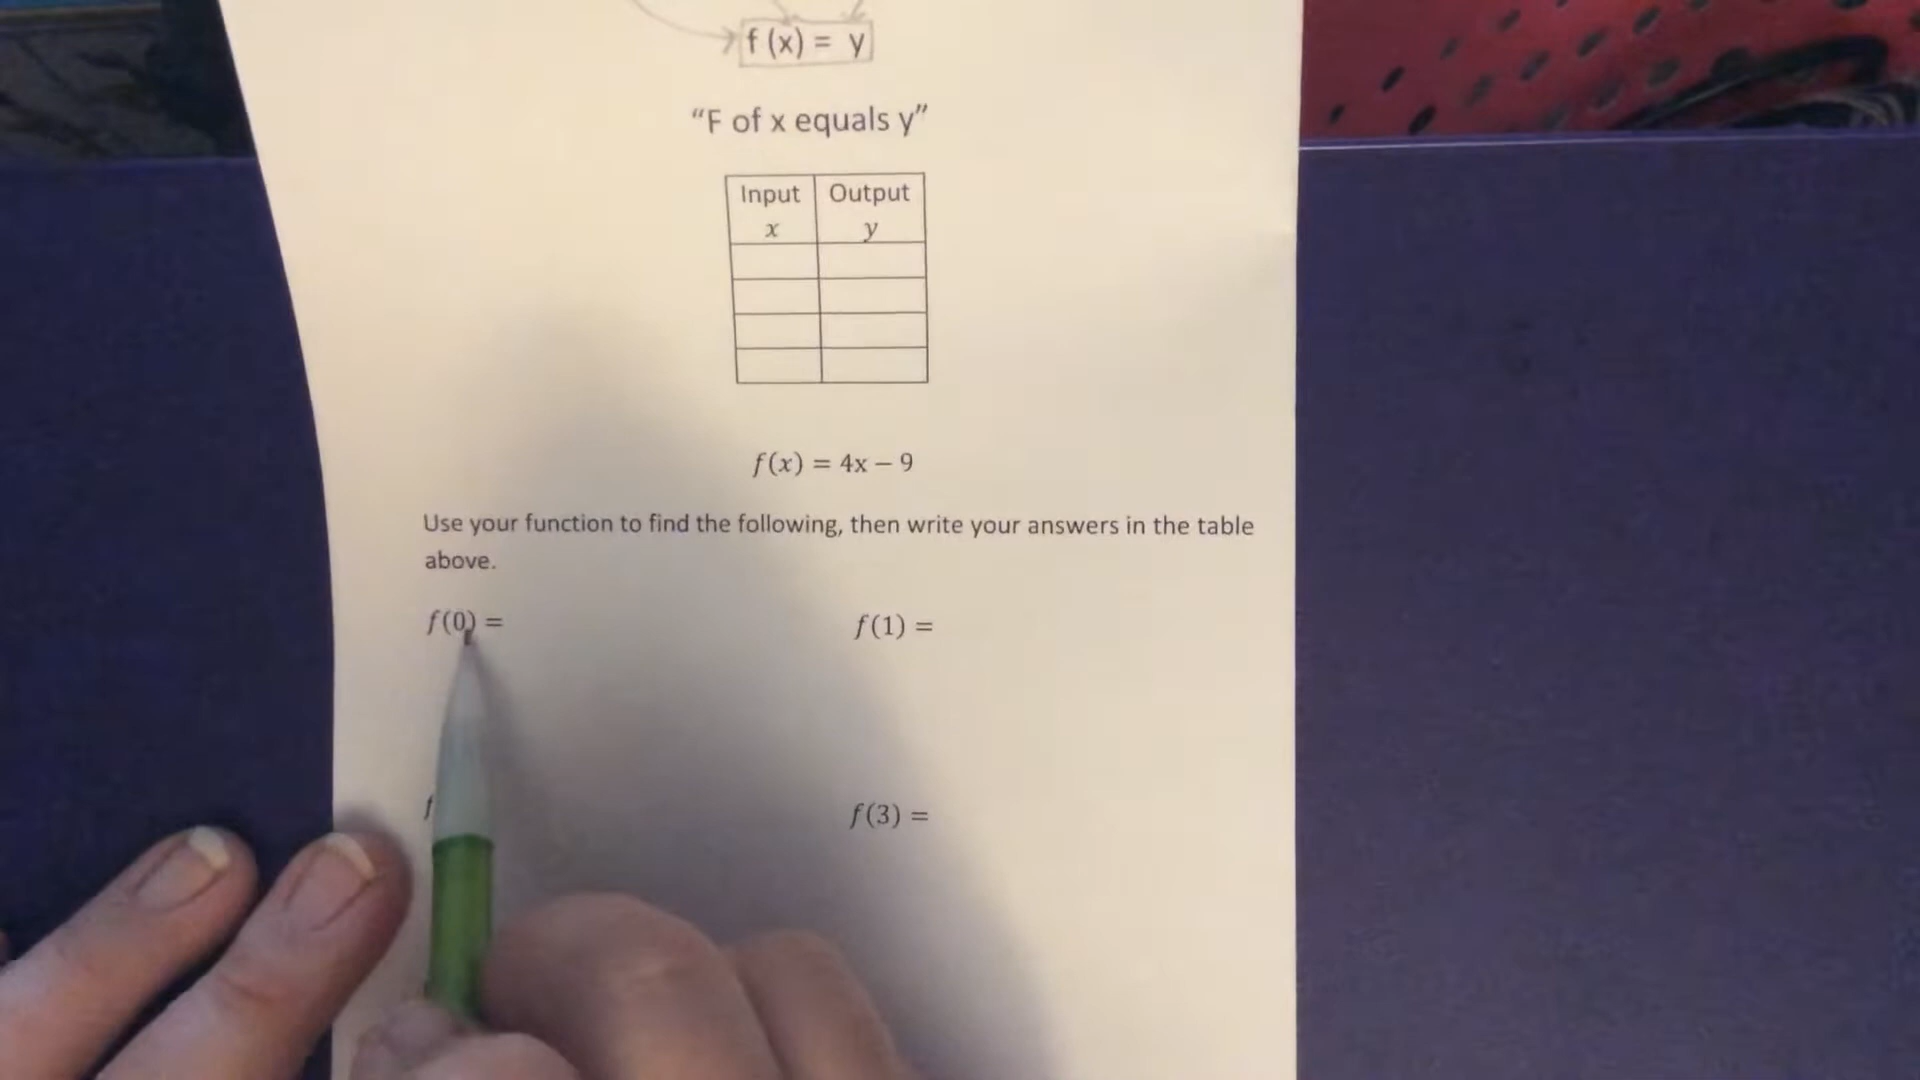 f (x) = y
“F of x equals y”
Input Output
x y
f(x) = 4x – 9
Use your function to find the following, then write your answers in the table
above.
f(0) = f(1) =
f f(3) =